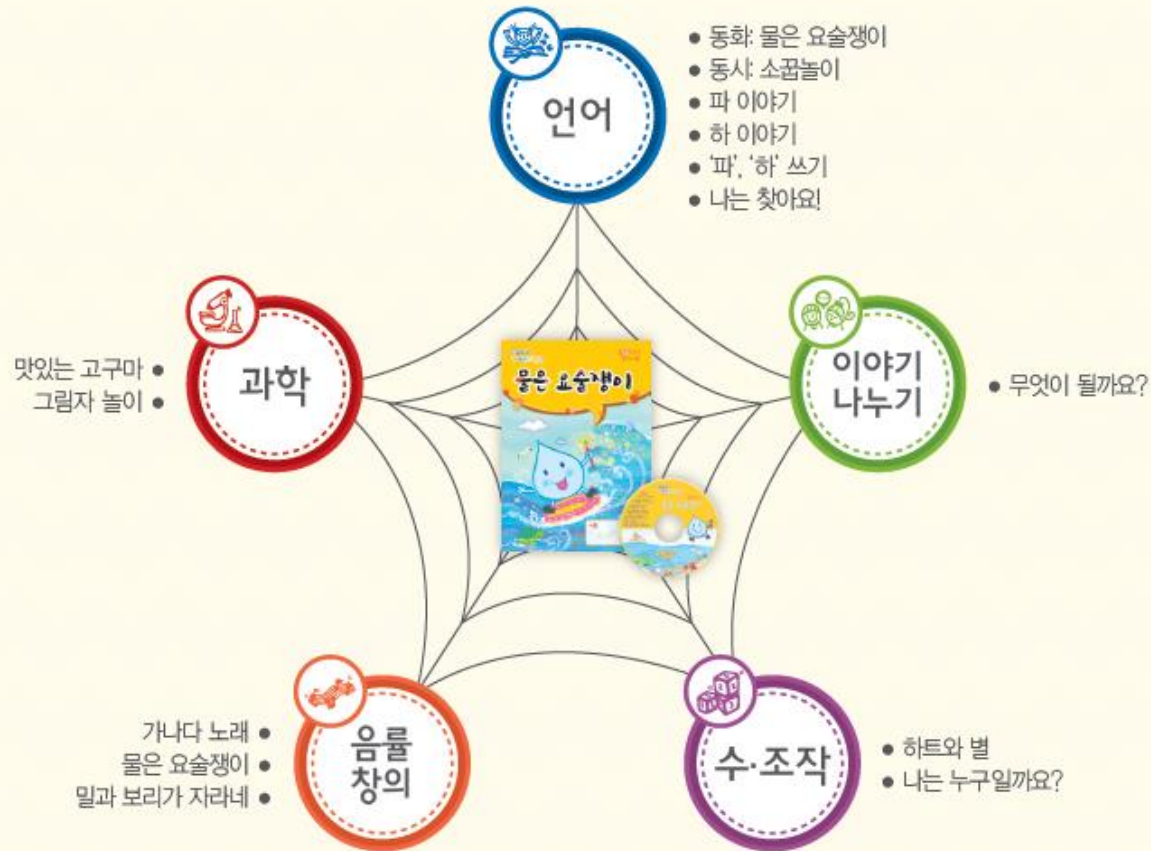 언어
● 동화: 물은 요술쟁이
● 동시: 소꿉놀이
● 파 이야기
● 하 이야기
● '파', '하' 쓰기
● 나는 찾아요!
과학
맛있는 고구마 ●
그림자 놀이 ●
물은 요술쟁이
이야기
나누기
● 무엇이 될까요?
음률
창의
가나다 노래 ●
물은 요술쟁이 ●
밀과 보리가 자라네 ●
수·조작
● 하트와 별
● 나는 누구일까요?